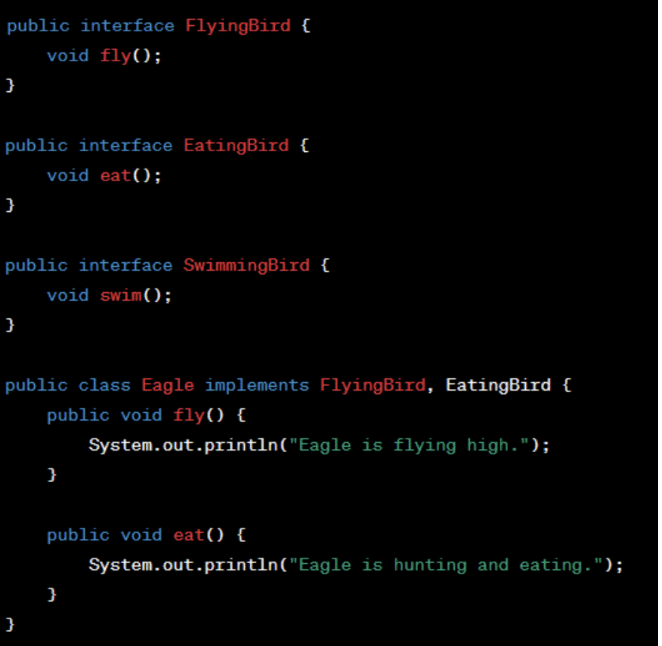 public interface FlyingBird {
    void fly();
}

public interface EatingBird {
    void eat();
}

public interface SwimmingBird {
    void swim();
}

public class Eagle implements FlyingBird, EatingBird {
    public void fly() {
        System.out.println("Eagle is flying high.");
    }

    public void eat() {
        System.out.println("Eagle is hunting and eating.");
    }
}